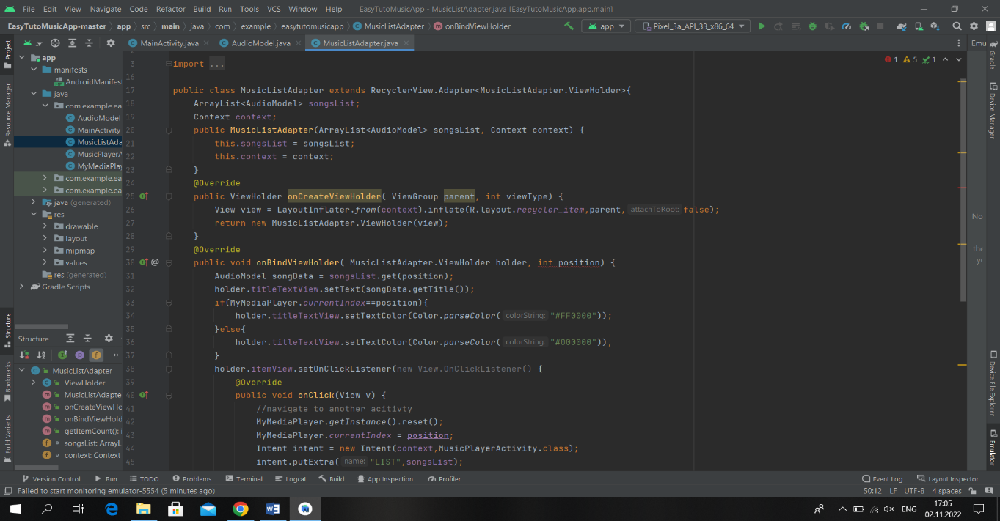 File Edit View Navigate Code Refactor Build Run Tools VCS Window Help EasyTutoMusicApp - MusicListAdapter.java [EasyTutoMusicApp.app.main]
EasyTutoMusicApp-master app src main java com example easytutomusicapp MusicListAdapter onBindViewHolder app Pixel_3a_API_33_x86_64
MainActivity.java AudioModel.java MusicListAdapter.java Emu
Project
Resource Manager
Structure
Bookmarks
Build Variants
app
manifests
AndroidManifes
java
com.example.ea
AudioModel
MainActivity
MusicListAda
MusicPlayerA
MyMediaPlay
com.example.ea
com.example.ea
java (generated)
res
drawable
layout
mipmap
values
res (generated)
Gradle Scripts
Structure
MusicListAdapter
ViewHolder
MusicListAdapte
onCreateViewHo
onBindViewHold
getItemCount(): i
songsList: ArrayL
context: Context
1 5 1
3 import ...
16
17 public class MusicListAdapter extends RecyclerView.Adapter<MusicListAdapter.ViewHolder>{
18 ArrayList<AudioModel> songsList;
19 Context context;
20 public MusicListAdapter(ArrayList<AudioModel> songsList, Context context) {
21 this.songsList = songsList;
22 this.context = context;
23 }
24 @Override
25 public ViewHolder onCreateViewHolder( ViewGroup parent, int viewType) {
26 View view = LayoutInflater.from(context).inflate(R.layout.recycler_item,parent, attachToRoot: false);
27 return new MusicListAdapter.ViewHolder(view);
28 }
29 @Override
30 @ public void onBindViewHolder( MusicListAdapter.ViewHolder holder, int position) {
31 AudioModel songData = songsList.get(position);
32 holder.titleTextView.setText(songData.getTitle());
33 if(MyMediaPlayer.currentIndex==position){
34 holder.titleTextView.setTextColor(Color.parseColor( colorString: "#FF0000"));
35 }else{
36 holder.titleTextView.setTextColor(Color.parseColor( colorString: "#000000"));
37 }
38 holder.itemView.setOnClickListener(new View.OnClickListener() {
39 @Override
40 public void onClick(View v) {
41 //navigate to another acitivty
42 MyMediaPlayer.getInstance().reset();
43 MyMediaPlayer.currentIndex = position;
44 Intent intent = new Intent(context,MusicPlayerActivity.class);
45 intent.putExtra( name: "LIST",songsList);
No
the
yo
Gradle
Device Manager
Device File Explorer
Emulator
Version Control Run TODO Problems Terminal Logcat Build App Inspection Profiler Event Log Layout Inspector
Failed to start monitoring emulator-5554 (5 minutes ago) 50:12 LF UTF-8 4 spaces
ENG 17:05
02.11.2022